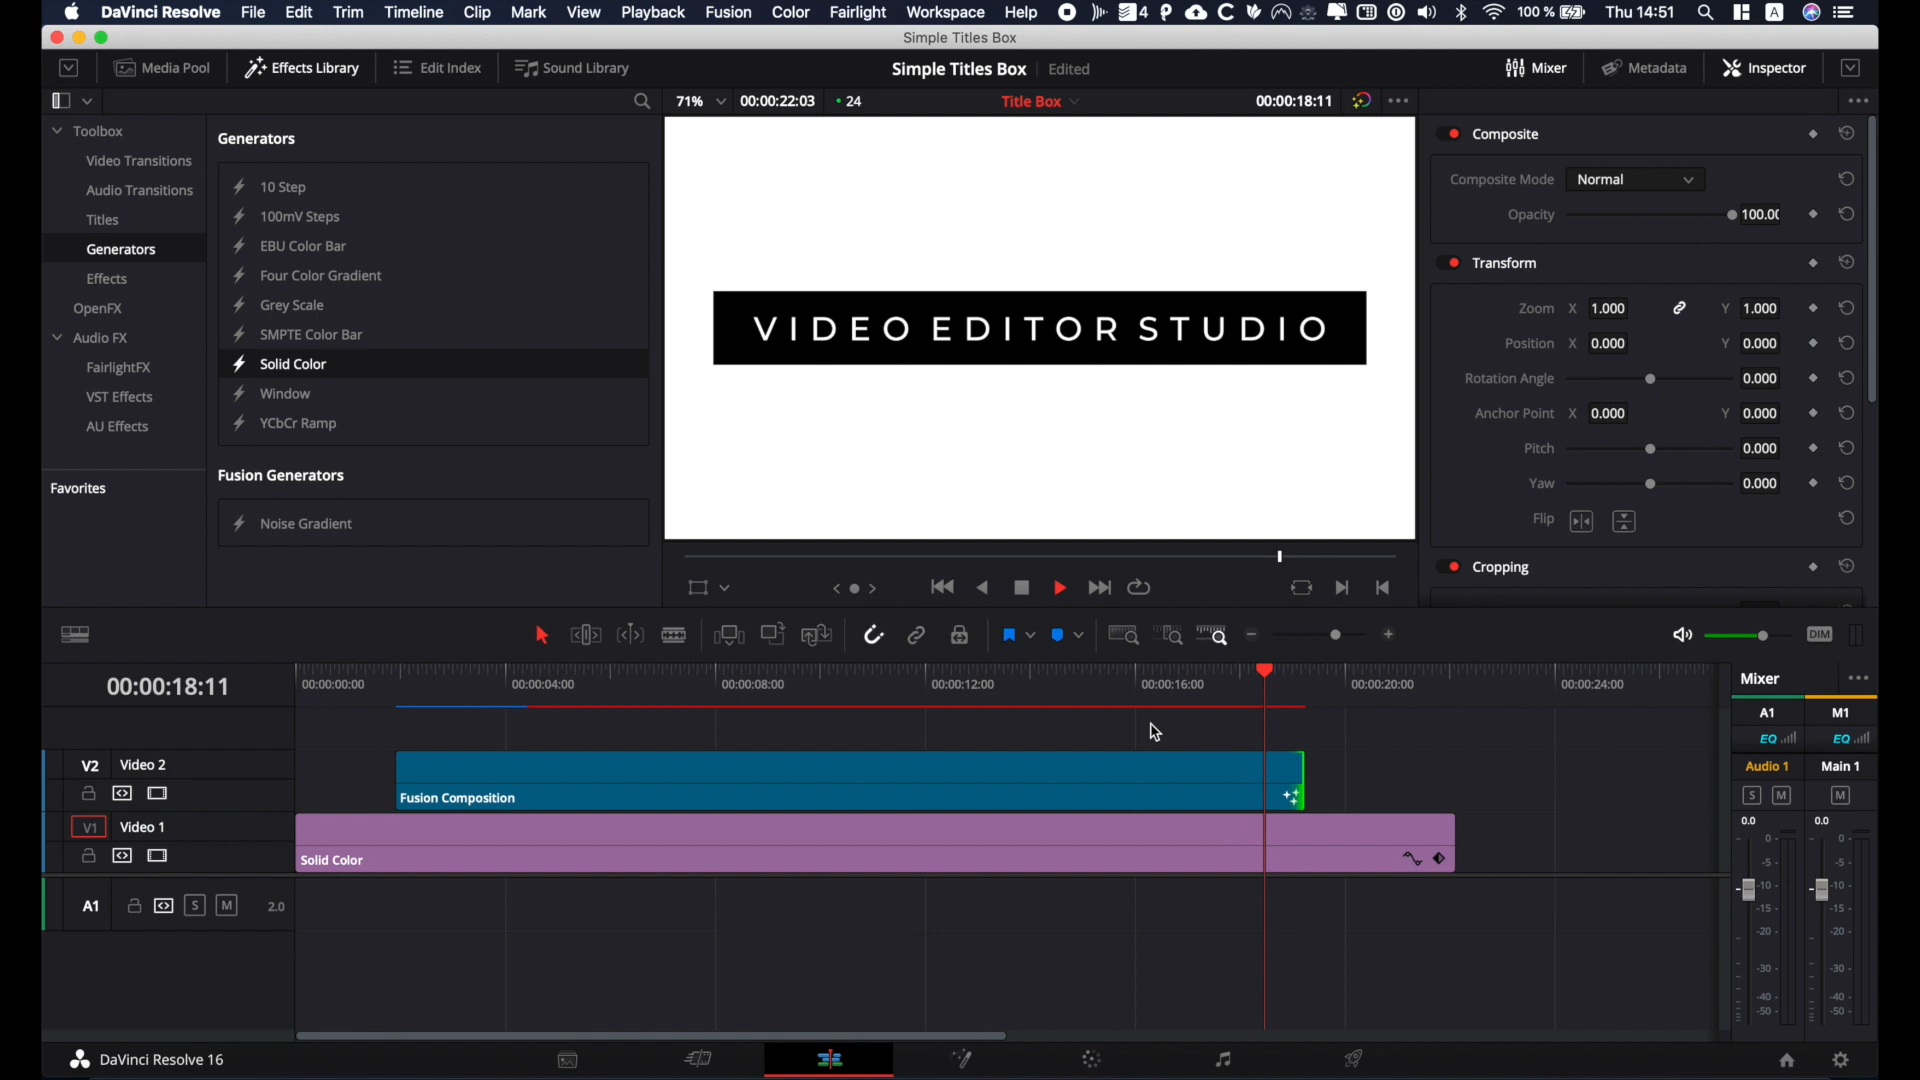 DaVinci Resolve File Edit Trim Timeline Clip Mark View Playback Fusion Color Fairlight Workspace Help 4 100 % Thu 14:51 A
Simple Titles Box
Media Pool Effects Library Edit Index Sound Library Simple Titles Box Edited Mixer Metadata Inspector
71% 00:00:22:03 24 Title Box 00:00:18:11
Toolbox
Video Transitions
Audio Transitions
Titles
Generators
Effects
OpenFX
Audio FX
FairlightFX
VST Effects
AU Effects
Favorites
Generators
10 Step
100mV Steps
EBU Color Bar
Four Color Gradient
Grey Scale
SMPTE Color Bar
Solid Color
Window
YCbCr Ramp
Fusion Generators
Noise Gradient
VIDEO EDITOR STUDIO
Composite
Composite Mode Normal
Opacity 100.00
Transform
Zoom X 1.000 Y 1.000
Position X 0.000 Y 0.000
Rotation Angle 0.000
Anchor Point X 0.000 Y 0.000
Pitch 0.000
Yaw 0.000
Flip
Cropping
DIM
00:00:18:11 00:00:00:00 00:00:04:00 00:00:08:00 00:00:12:00 00:00:16:00 00:00:20:00 00:00:24:00
V2 Video 2
Fusion Composition
V1 Video 1
Solid Color
A1 S M 2.0
Mixer
A1 M1
EQ EQ
Audio 1 Main 1
S M M
0.0 0.0
0 0
-5 -5
-10 -10
-15 -15
-20 -20
-30 -30
-40 -40
-50 -50
DaVinci Resolve 16